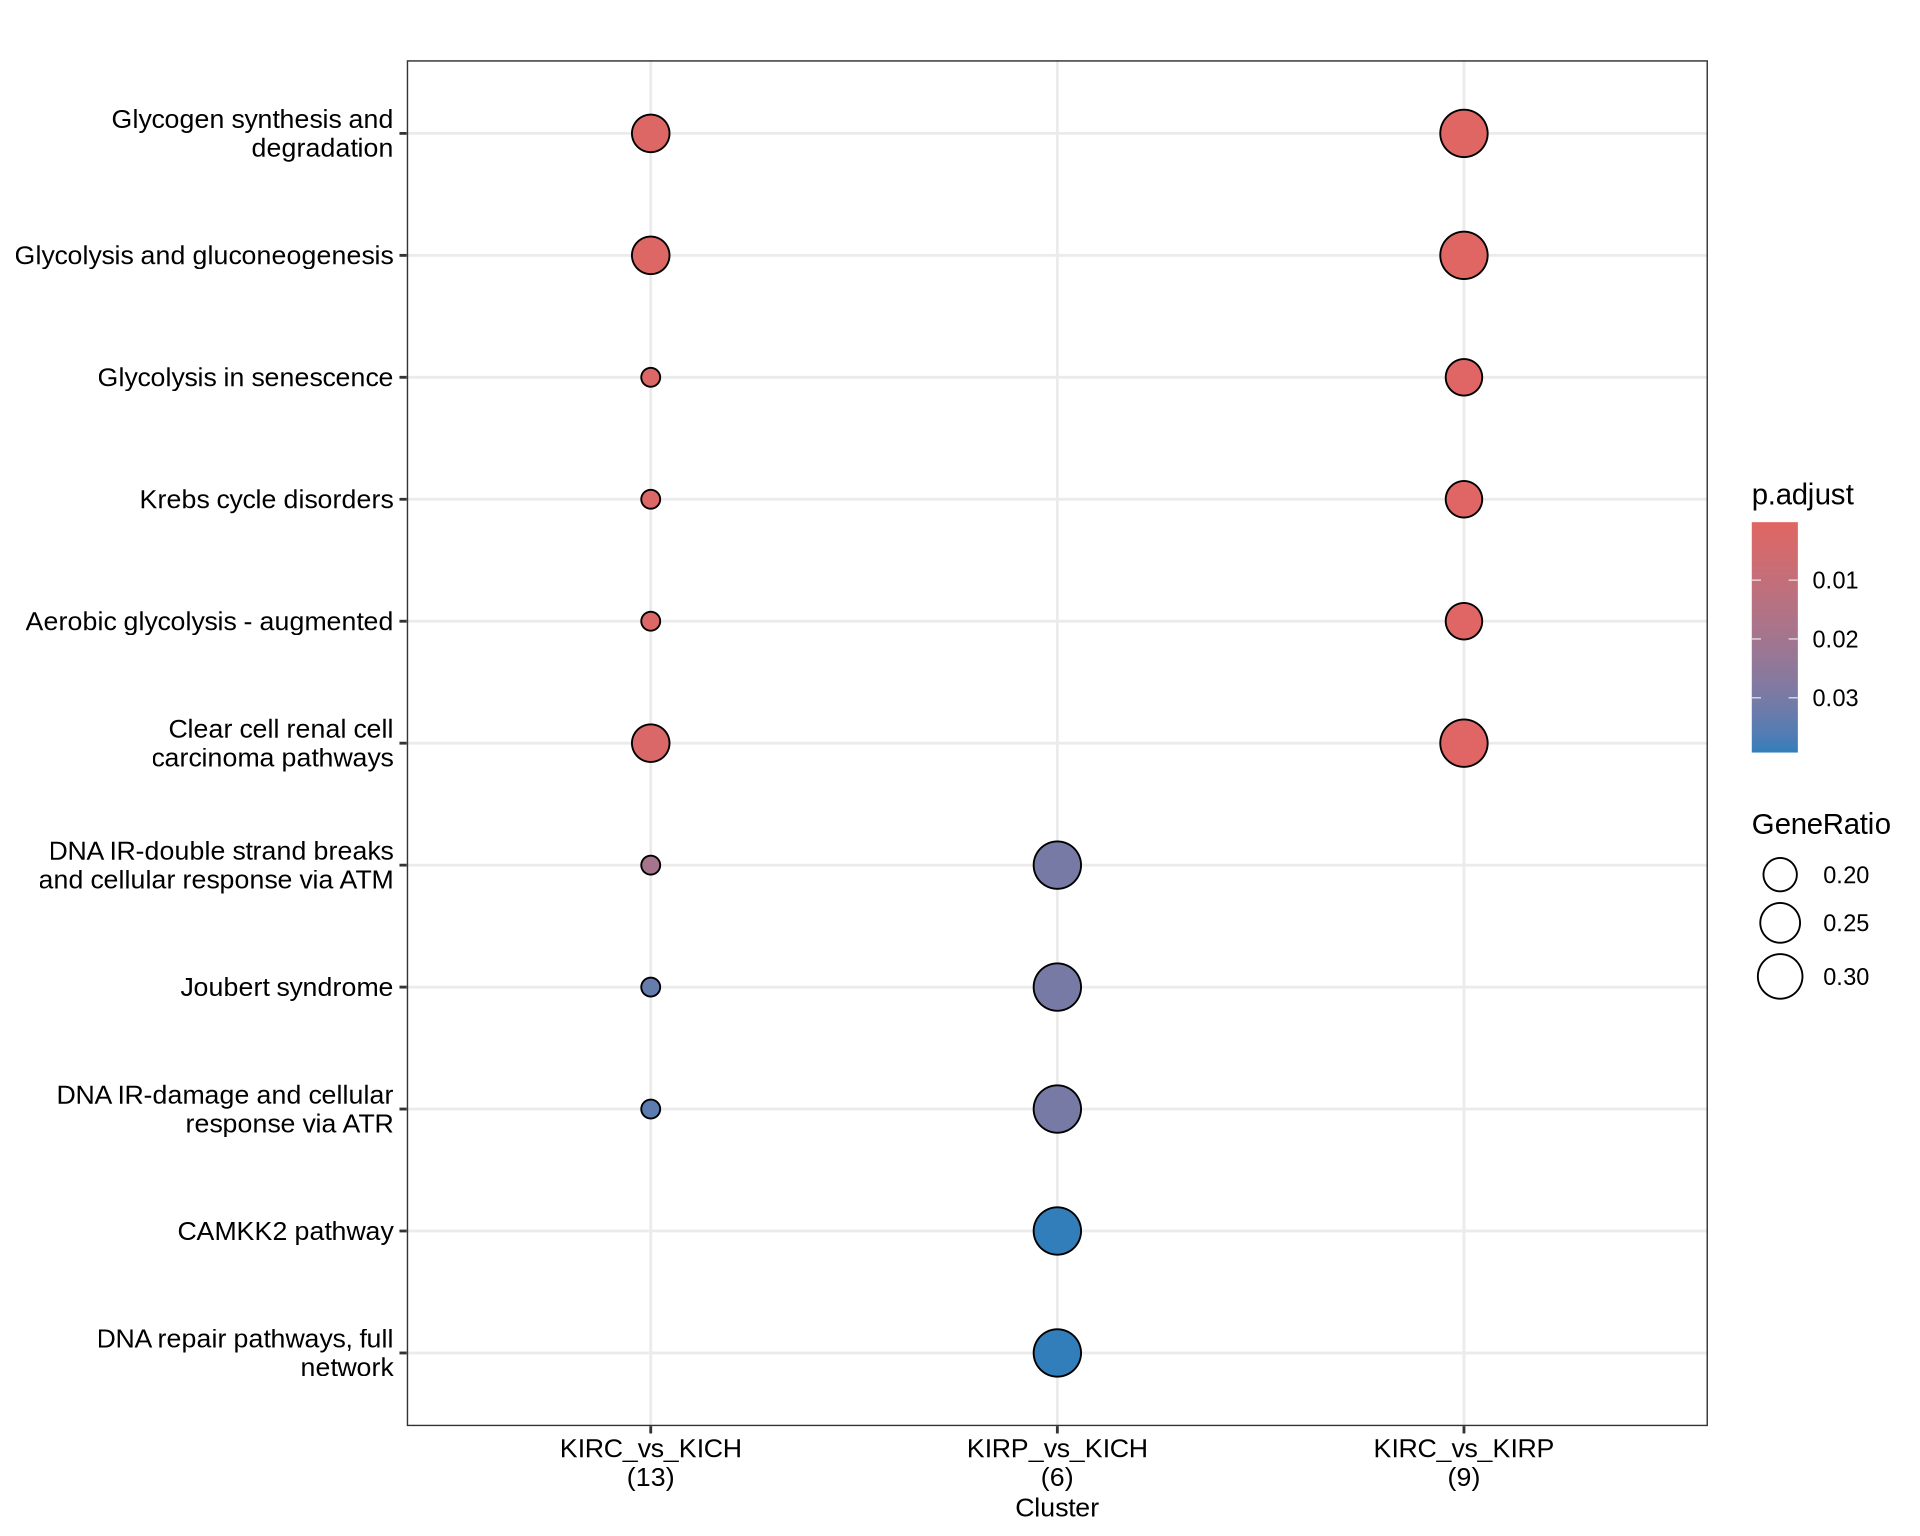 Glycogen synthesis and
degradation
Glycolysis and gluconeogenesis
Glycolysis in senescence
Krebs cycle disorders
Aerobic glycolysis - augmented
Clear cell renal cell
carcinoma pathways
DNA IR-double strand breaks
and cellular response via ATM
Joubert syndrome
DNA IR-damage and cellular
response via ATR
CAMKK2 pathway
DNA repair pathways, full
network
KIRC_vs_KICH
(13)
KIRP_vs_KICH
(6)
KIRC_vs_KIRP
(9)
Cluster
p.adjust
0.01
0.02
0.03
GeneRatio
0.20
0.25
0.30